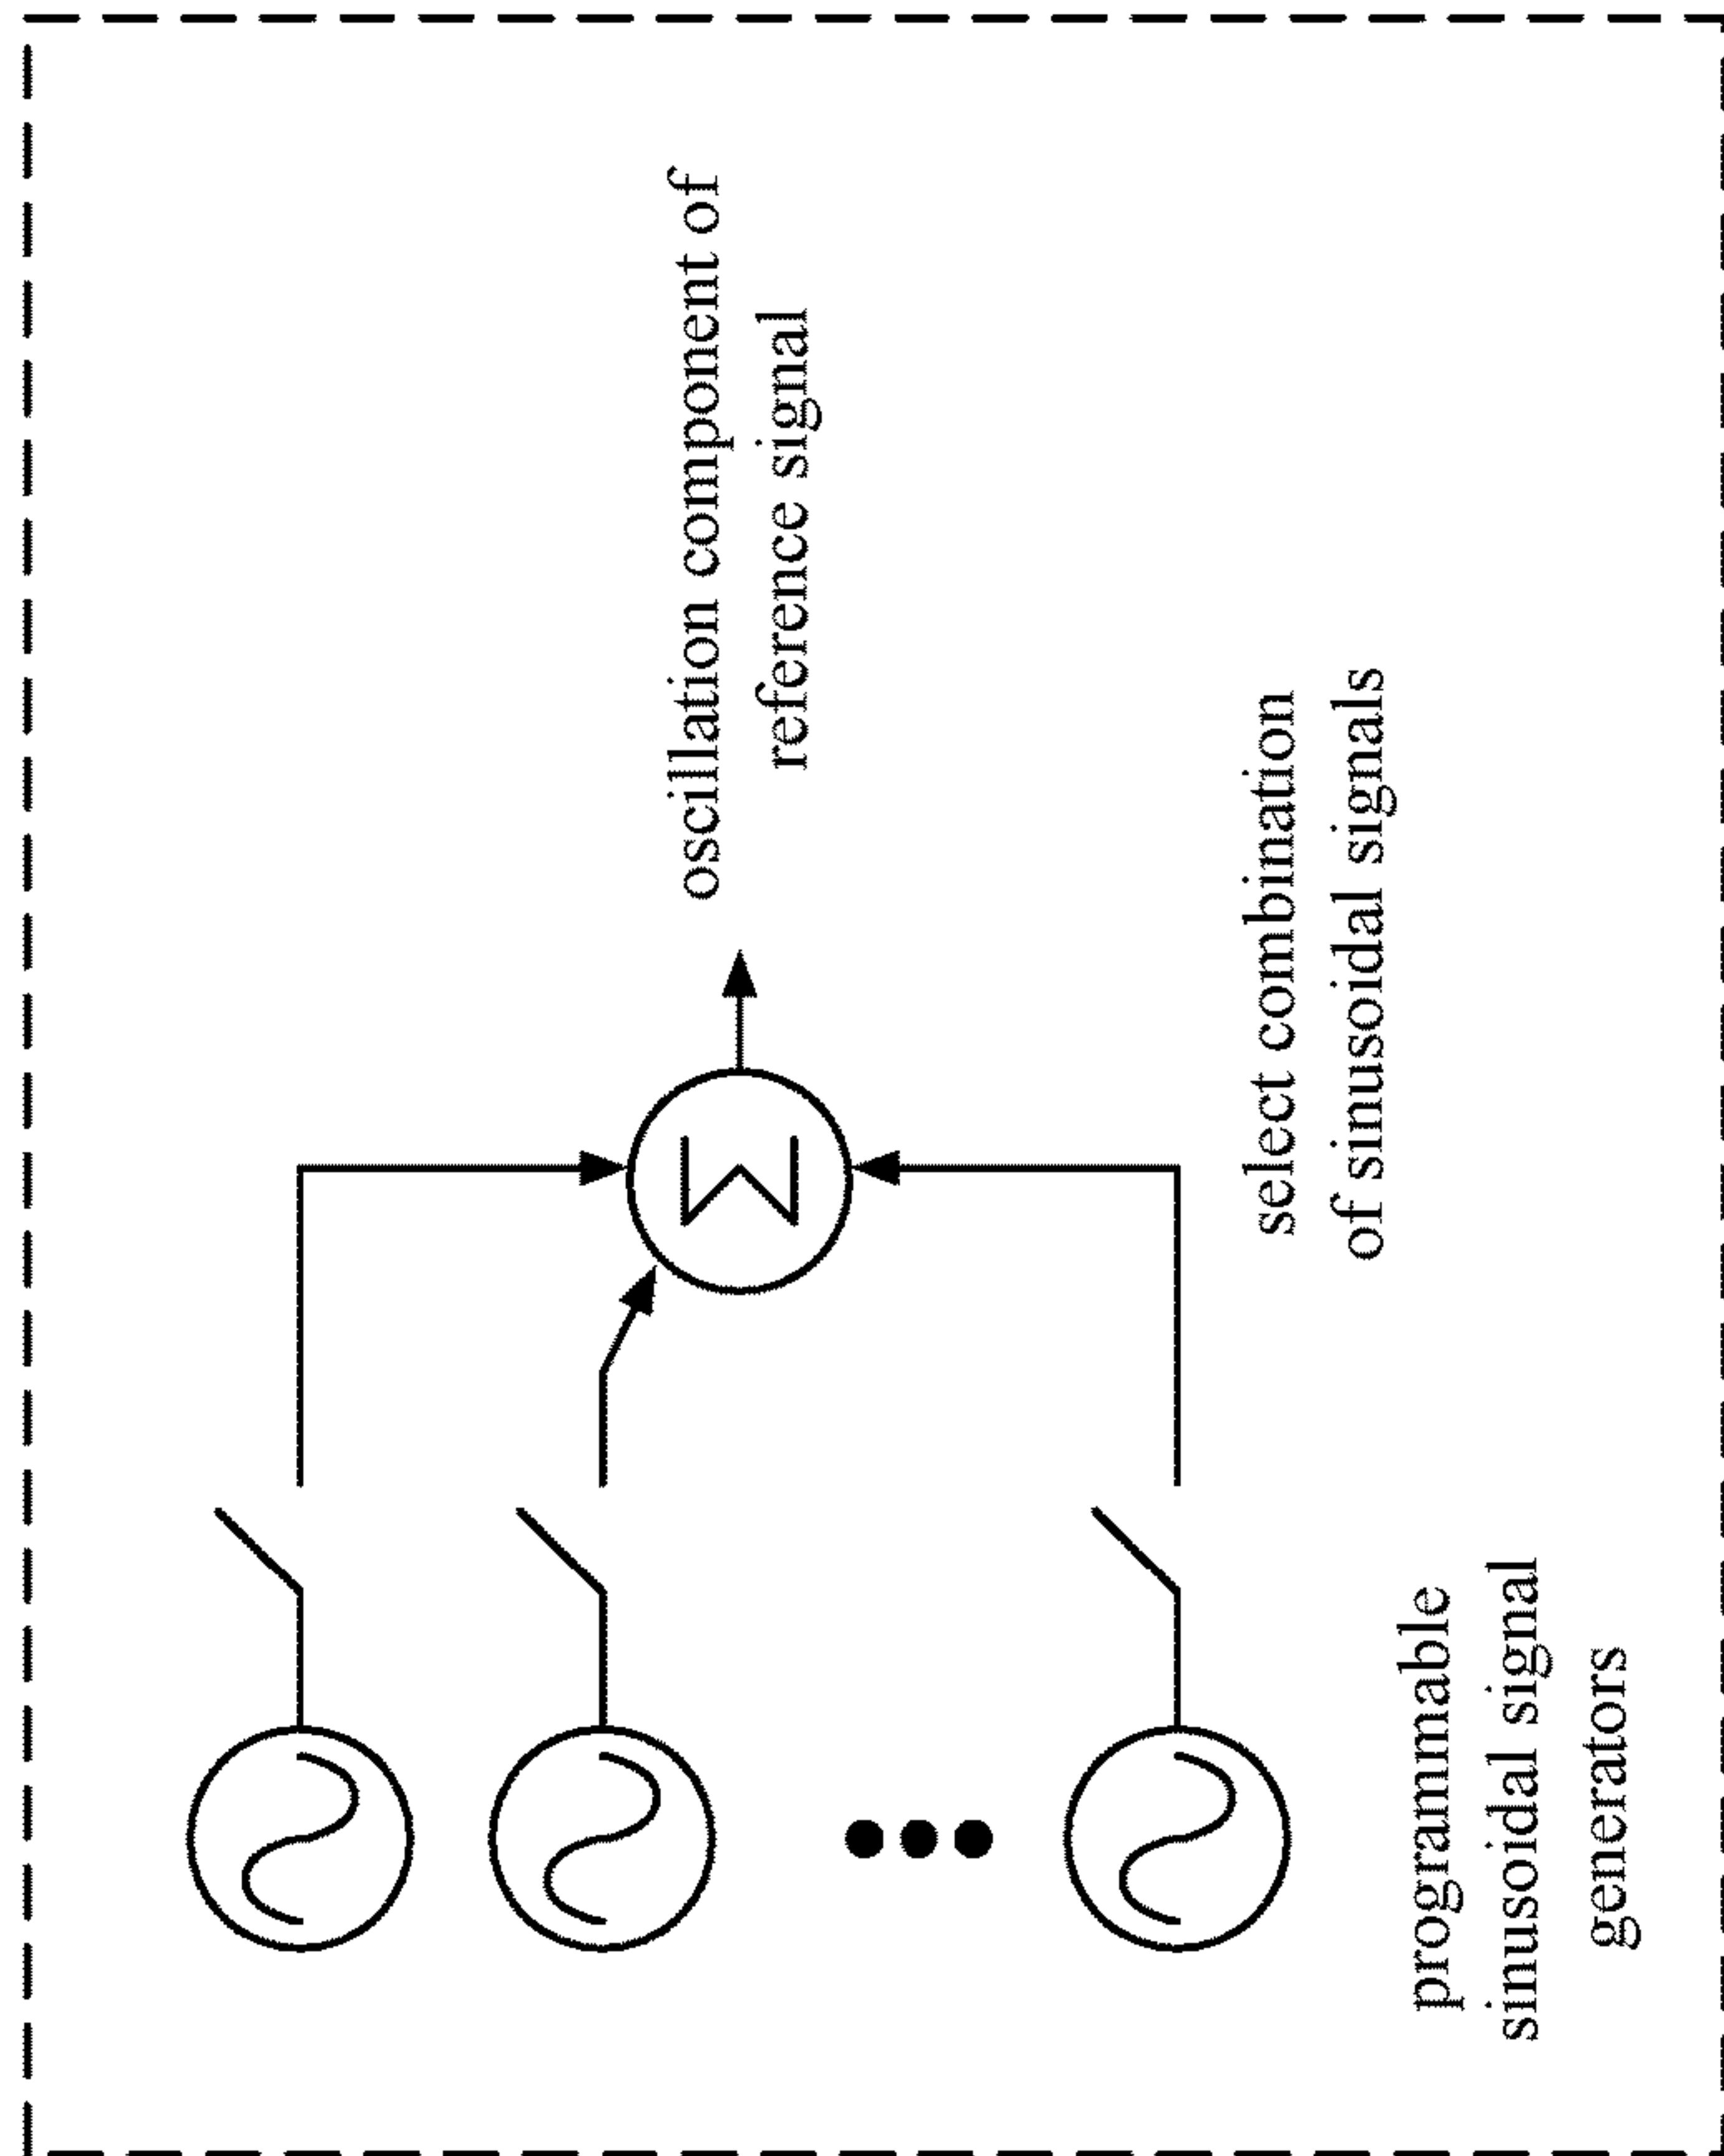 oscillation component of
reference signal
Σ
select combination
of sinusoidal signals
programmable
sinusoidal signal
generators